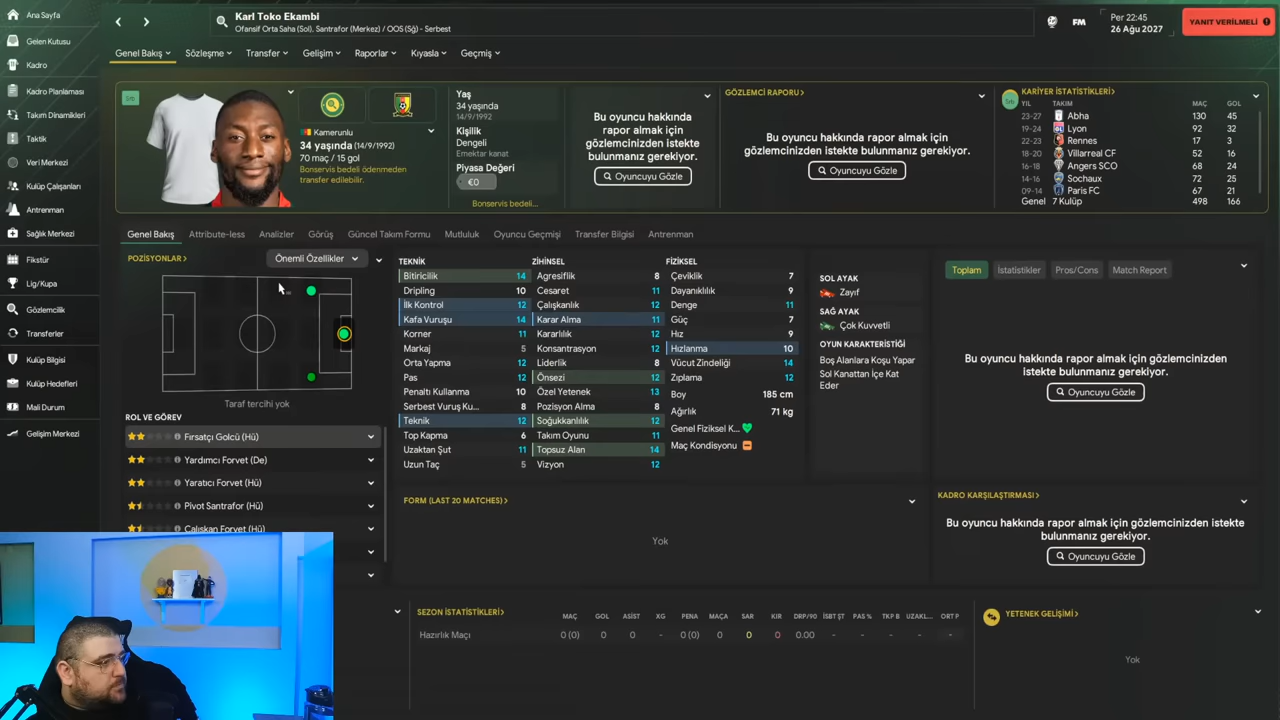 Ana Sayfa
Gelen Kutusu
Kadro
Kadro Planlaması
Takım Dinamikleri
Taktik
Veri Merkezi
Kulüp Çalışanları
Antrenman
Sağlık Merkezi
Fikstür
Lig/Kupa
Gözlemcilik
Transferler
Kulüp Bilgisi
Kulüp Hedefleri
Mali Durum
Gelişim Merkezi
Karl Toko Ekambi
Ofansif Orta Saha (Sol), Santrafor (Merkez) / OOS (Sğ) - Serbest
FM
Per 22:45
26 Ağu 2027
YANIT VERİLMELİ
Genel Bakış Sözleşme Transfer Gelişim Raporlar Kıyasla Geçmiş
Srb
Kamerunlu
34 yaşında (14/9/1992)
70 maç / 15 gol
Bonservis bedeli ödenmeden
transfer edilebilir.
Yaş
34 yaşında
14/9/1992
Kişilik
Dengeli
Emektar kanat
Piyasa Değeri
€0
Bonservis bedeli...
Bu oyuncu hakkında
rapor almak için
gözlemcinizden istekte
bulunmanız gerekiyor.
Oyuncuyu Gözle
GÖZLEMCİ RAPORU
Bu oyuncu hakkında rapor almak için
gözlemcinizden istekte bulunmanız gerekiyor.
Oyuncuyu Gözle
KARİYER İSTATİSTİKLERİ
YIL TAKIM MAÇ GOL
23-27 Abha 130 45
19-24 Lyon 92 32
22-23 Rennes 17 3
18-20 Villarreal CF 52 16
16-19 Angers SCO 68 24
14-16 Sochaux 72 25
09-14 Paris FC 67 21
Genel 7 Kulüp 498 166
Genel Bakış Attribute-less Analizler Görüş Güncel Takım Formu Mutluluk Oyuncu Geçmişi Transfer Bilgisi Antrenman
POZİSYONLAR
Önemli Özellikler
Taraf tercihi yok
ROL VE GÖREV
Fırsatçı Golcü (Hü)
Yardımcı Forvet (De)
Yaratıcı Forvet (Hü)
Pivot Santrafor (Hü)
Çalışkan Forvet (Hü)
TEKNİK
Bitiricilik 14
Dripling 10
İlk Kontrol 12
Kafa Vuruşu 14
Korner 11
Markaj 5
Orta Yapma 12
Pas 12
Penaltı Kullanma 10
Serbest Vuruş Ku... 8
Teknik 12
Top Kapma 6
Uzaktan Şut 11
Uzun Taç 5
ZİHİNSEL
Agresiflik 8
Cesaret 11
Çalışkanlık 12
Karar Alma 11
Kararlılık 12
Konsantrasyon 12
Liderlik 8
Önsezi 12
Özel Yetenek 13
Pozisyon Alma 8
Soğukkanlılık 12
Takım Oyunu 11
Topsuz Alan 14
Vizyon 12
FİZİKSEL
Çeviklik 7
Dayanıklılık 9
Denge 11
Güç 7
Hız 9
Hızlanma 10
Vücut Zindeliği 14
Zıplama 12
Boy 185 cm
Ağırlık 71 kg
Genel Fiziksel K...
Maç Kondisyonu
SOL AYAK
Zayıf
SAĞ AYAK
Çok Kuvvetli
OYUN KARAKTERİSTİĞİ
Boş Alanlara Koşu Yapar
Sol Kanattan İçe Kat
Eder
Toplam İstatistikler Pros/Cons Match Report
Bu oyuncu hakkında rapor almak için gözlemcinizden
istekte bulunmanız gerekiyor.
Oyuncuyu Gözle
FORM (LAST 20 MATCHES)
Yok
KADRO KARŞILAŞTIRMASI
Bu oyuncu hakkında rapor almak için gözlemcinizden istekte
bulunmanız gerekiyor.
Oyuncuyu Gözle
SEZON İSTATİSTİKLERİ
MAÇ GOL ASİST XG PENA MAÇA SAR KIR DRP/90 İSBT ŞT PAS % TKP B UZAKL... ORT P
Hazırlık Maçı 0 (0) 0 0 - 0 (0) 0 0 0 0.00 - - - - -
YETENEK GELİŞİMİ
Yok